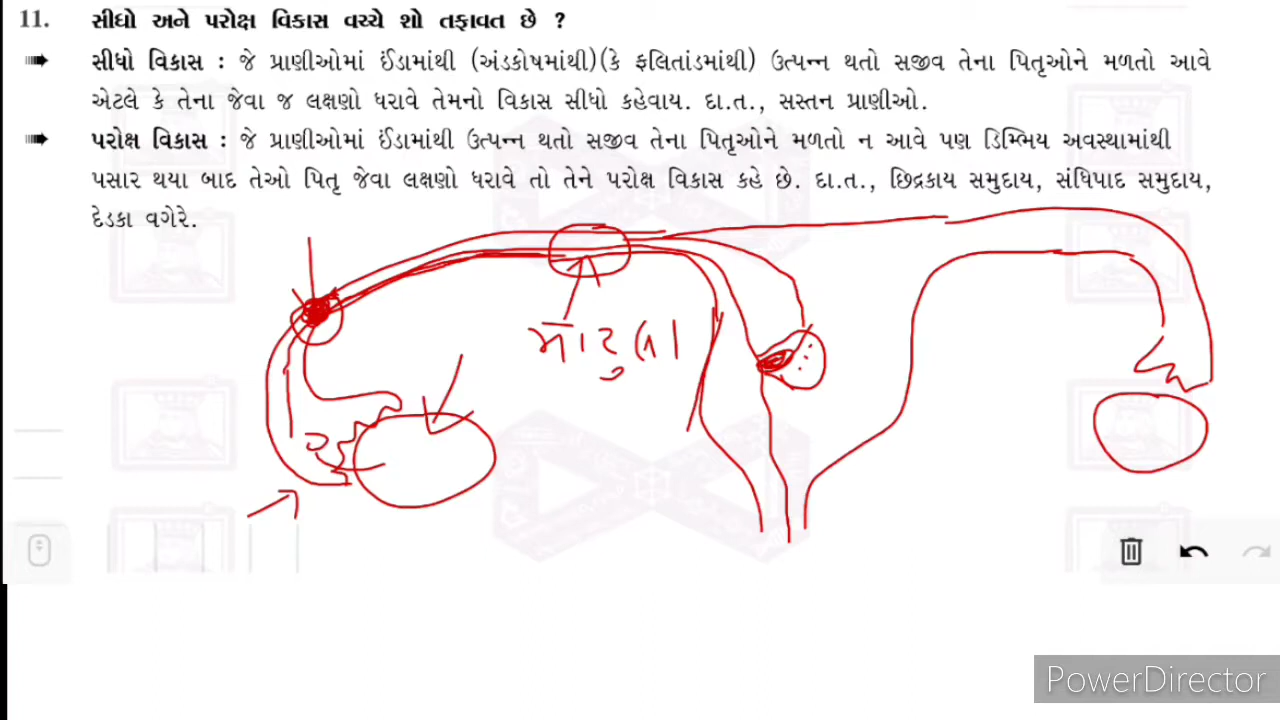 11. સીધો અને પરોક્ષ વિકાસ વચ્ચે શો તફાવત છે ?
➠ સીધો વિકાસ : જે પ્રાણીઓમાં ઈંડામાંથી (અંડકોષમાંથી)(કે ફલિતાંડમાંથી) ઉત્પન્ન થતો સજીવ તેના પિતૃઓને મળતો આવે
એટલે કે તેના જેવા જ લક્ષણો ધરાવે તેમનો વિકાસ સીધો કહેવાય. દા.ત., સસ્તન પ્રાણીઓ.
➠ પરોક્ષ વિકાસ : જે પ્રાણીઓમાં ઈંડામાંથી ઉત્પન્ન થતો સજીવ તેના પિતૃઓને મળતો ન આવે પણ ડિમ્ભિય અવસ્થામાંથી
પસાર થયા બાદ તેઓ પિતૃ જેવા લક્ષણો ધરાવે તો તેને પરોક્ષ વિકાસ કહે છે. દા.ત., છિદ્રકાય સમુદાય, સંધિપાદ સમુદાય,
દેડકા વગેરે.
PowerDirector